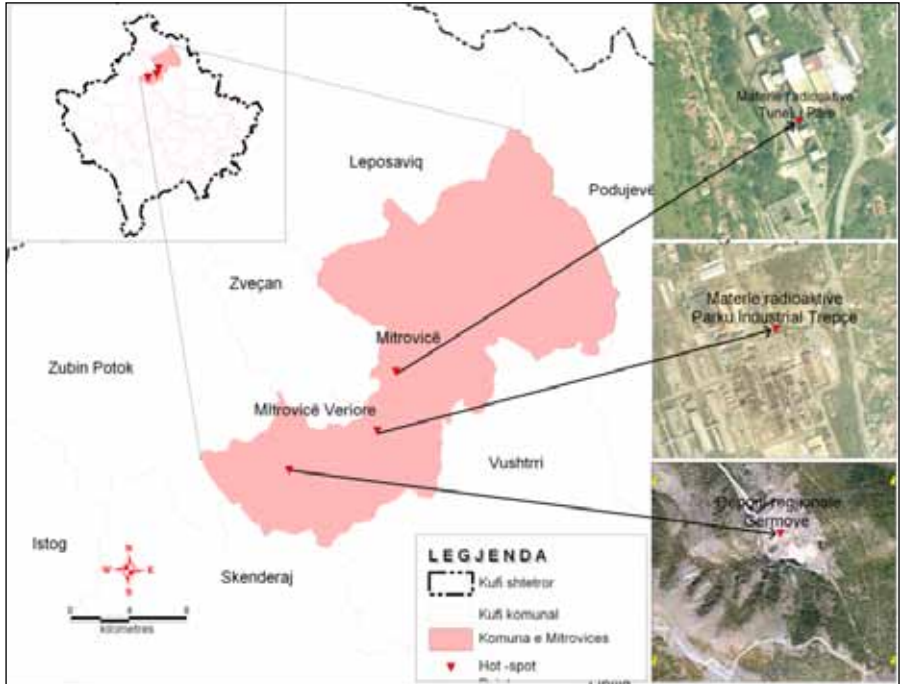 Leposaviq
Podujevë
Zveçan
Mitrovicë
Zubin Potok
Mitrovicë Veriore
Vushtrri
Istog
Skenderaj
N
W E
S
kilometres
Materie radioaktive
Tuneli i Parë
Materie radioaktive
Parku Industrial Trepçe
Deponi regjionale
Germove
LEGJENDA
Kufi shtetror
Kufi komunal
Komuna e Mitrovices
Hot -spot